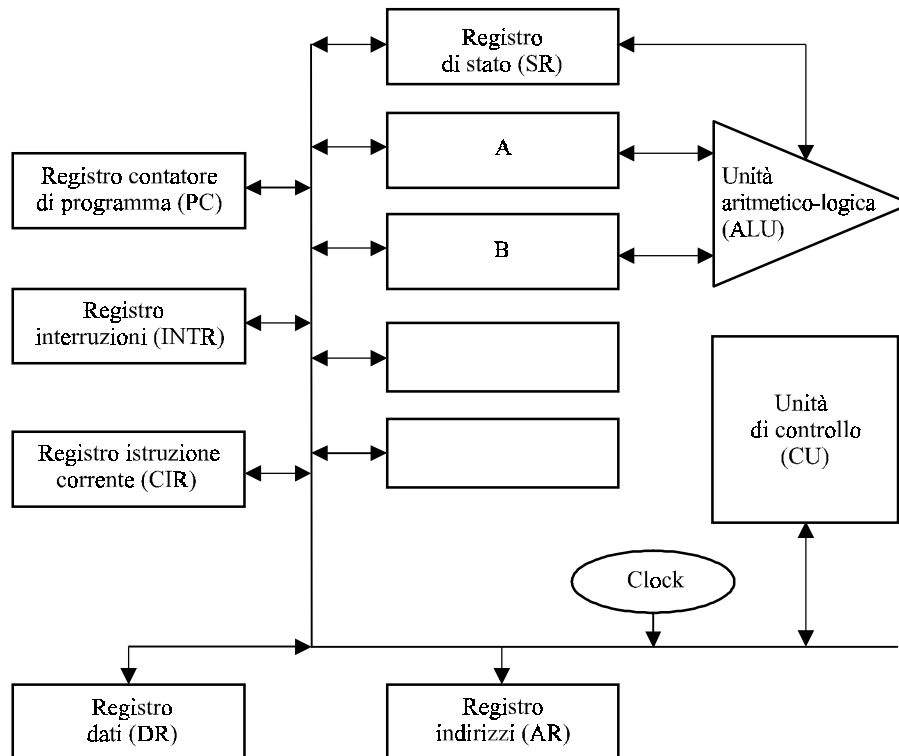 Registro
di stato (SR)
A
Registro contatore
di programma (PC)
Unità
aritmetico-logica
(ALU)
B
Registro
interruzioni (INTR)
Unità
di controllo
(CU)
Registro istruzione
corrente (CIR)
Clock
Registro
dati (DR)
Registro
indirizzi (AR)